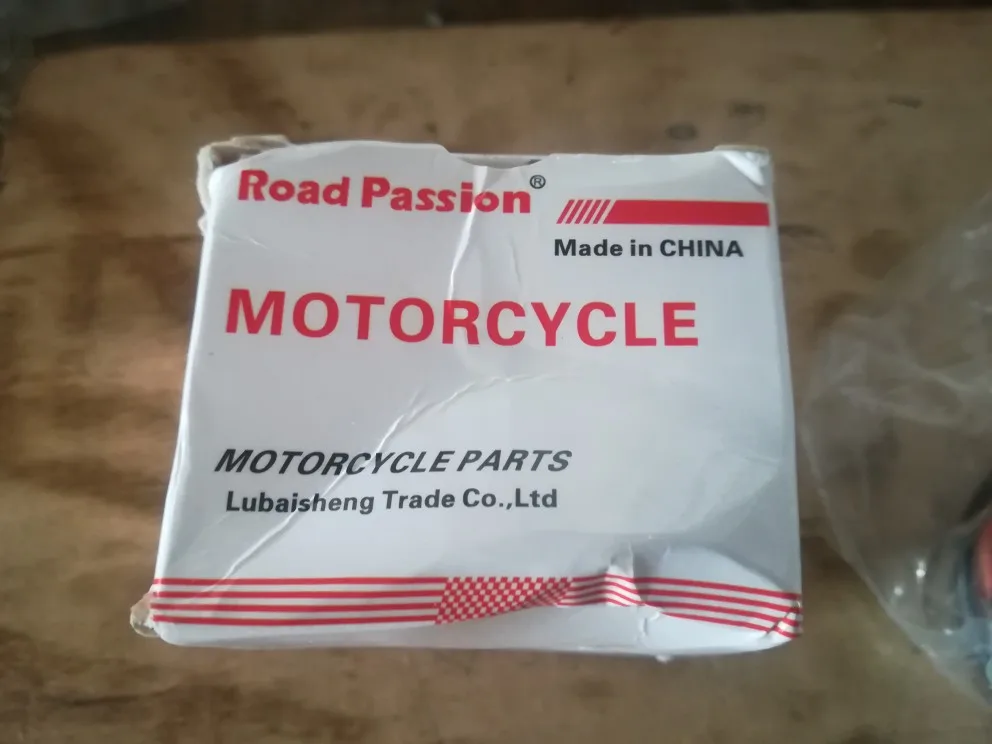 Road Passion®
Made in CHINA
MOTORCYCLE
MOTORCYCLE PARTS
Lubaisheng Trade Co.,Ltd